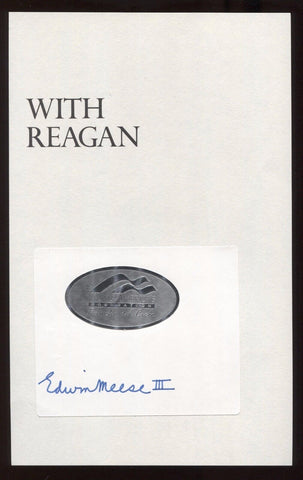 WITH
REAGAN
Edwin Meese III